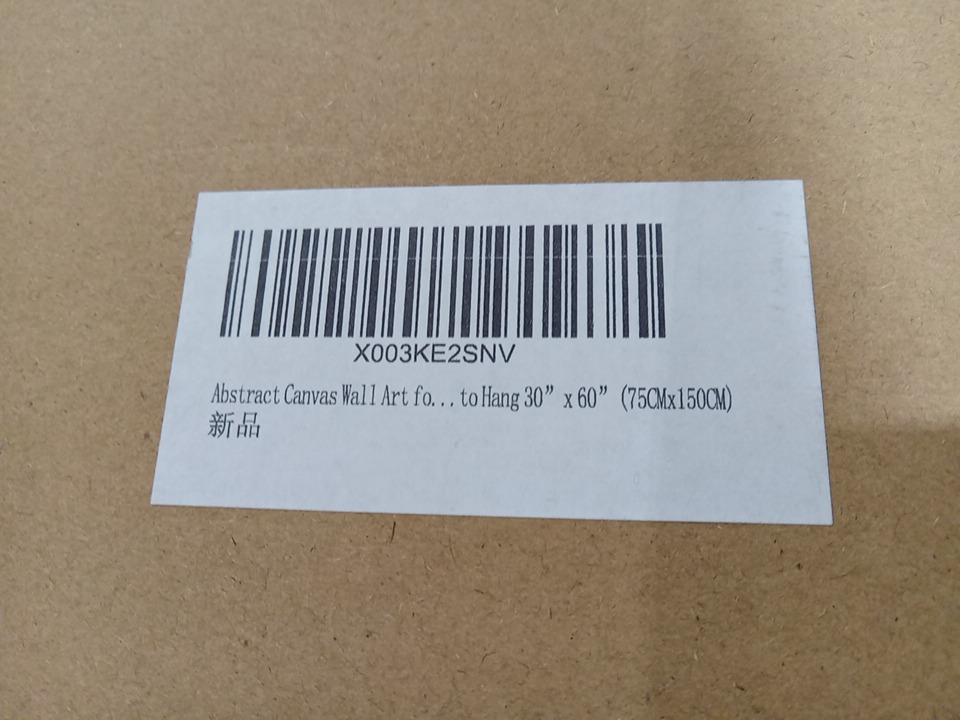 X003KE2SNV
Abstract Canvas Wall Art fo...to Hang 30” x 60” (75CMx150CM)
新品